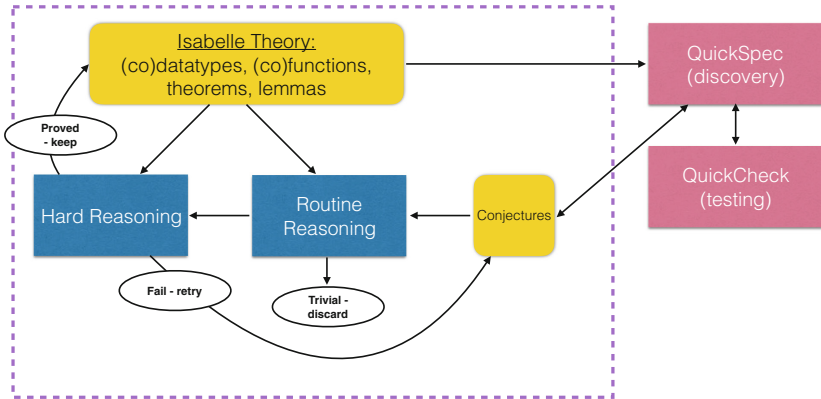 Isabelle Theory:
(co)datatypes, (co)functions,
theorems, lemmas
QuickSpec
(discovery)
Proved
- keep
QuickCheck
(testing)
Hard Reasoning
Routine
Reasoning
Conjectures
Fail - retry
Trivial -
discard